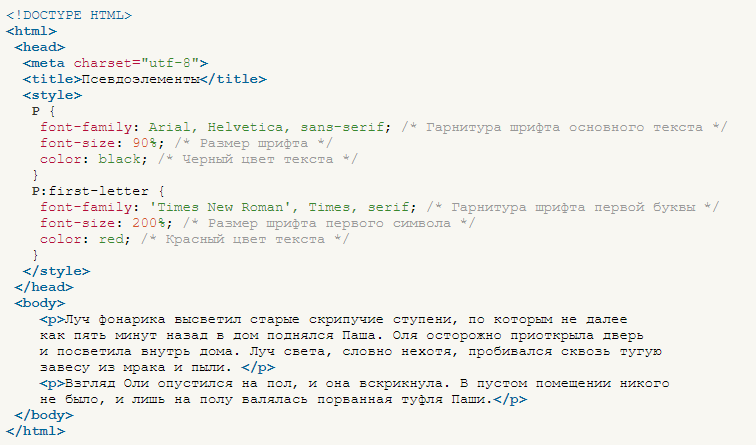 <!DOCTYPE HTML>
<html>
<head>
<meta charset="utf-8">
<title>Псевдоэлементы</title>
<style>
P {
font-family: Arial, Helvetica, sans-serif; /* Гарнитура шрифта основного текста */
font-size: 90%; /* Размер шрифта */
color: black; /* Черный цвет текста */
}
P:first-letter {
font-family: 'Times New Roman', Times, serif; /* Гарнитура шрифта первой буквы */
font-size: 200%; /* Размер шрифта первого символа */
color: red; /* Красный цвет текста */
}
</style>
</head>
<body>
<p>Луч фонарика высветил старые скрипучие ступени, по которым не далее
как пять минут назад в дом поднялся Паша. Оля осторожно приоткрыла дверь
и посветила внутрь дома. Луч света, словно нехотя, пробивался сквозь тугую
завесу из мрака и пыли. </p>
<p>Взгляд Оли опустился на пол, и она вскрикнула. В пустом помещении никого
не было, и лишь на полу валялась порванная туфля Паши.</p>
</body>
</html>